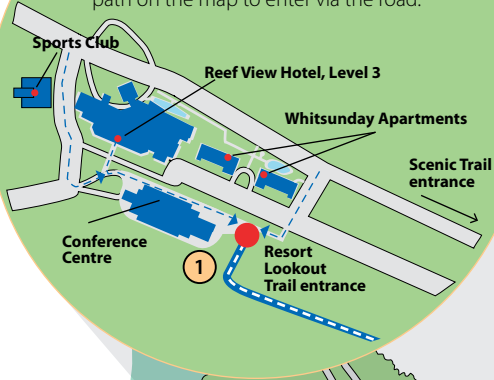 path on the map to enter via the road.
Sports Club
Reef View Hotel, Level 3
Whitsunday Apartments
Scenic Trail
entrance
Conference
Centre
1
Resort
Lookout
Trail entrance